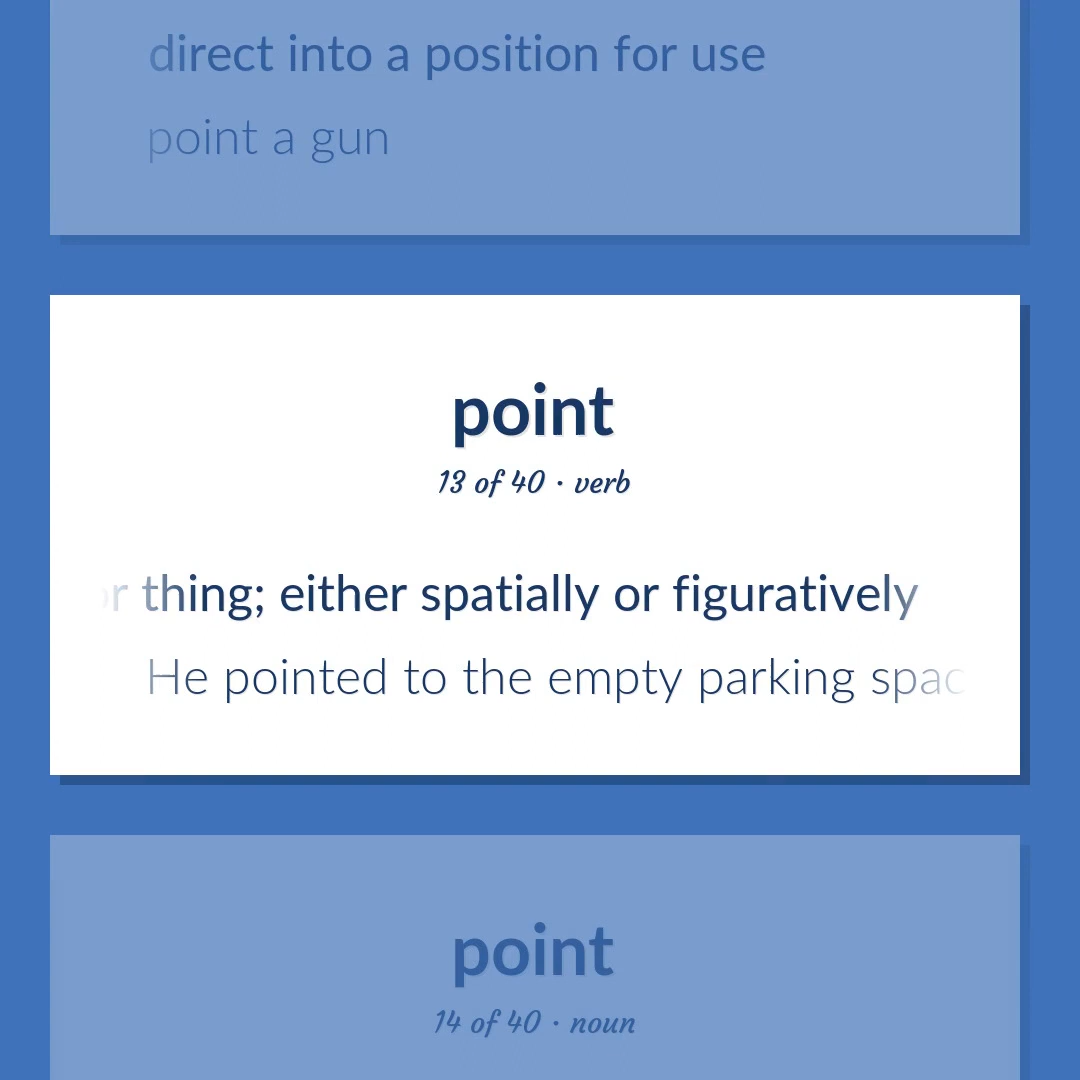 direct into a position for use
point a gun
point
13 of 40 · verb
thing; either spatially or figuratively
He pointed to the empty parking
point
14 of 40 · noun